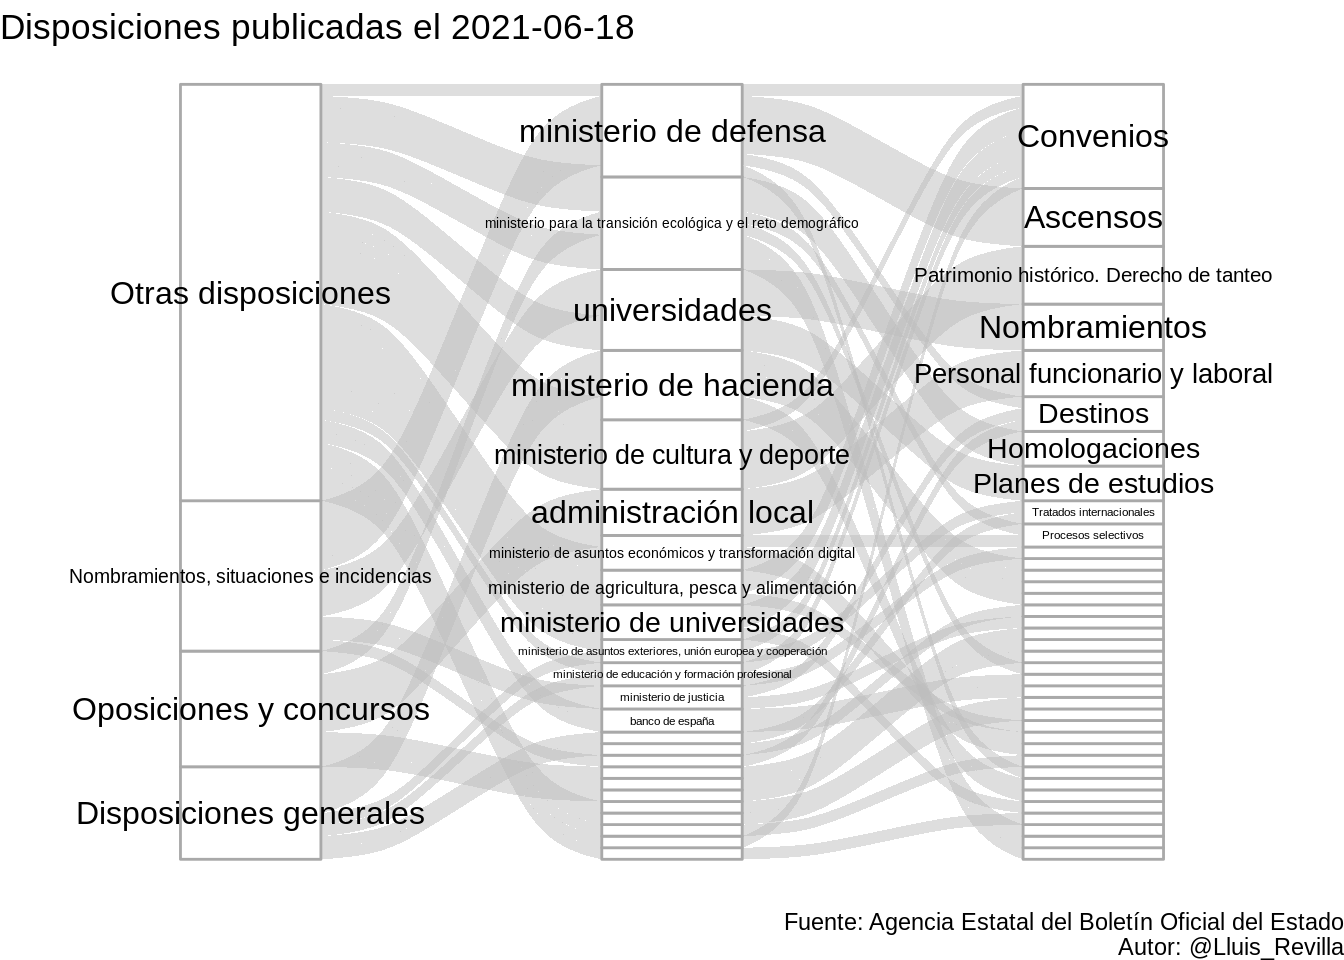 Disposiciones publicadas el 2021-06-18
Otras disposiciones
Nombramientos, situaciones e incidencias
Oposiciones y concursos
Disposiciones generales
ministerio de defensa
ministerio para la transición ecológica y el reto demográfico
universidades
ministerio de hacienda
ministerio de cultura y deporte
administración local
ministerio de asuntos económicos y transformación digital
ministerio de agricultura, pesca y alimentación
ministerio de universidades
ministerio de asuntos exteriores, unión europea y cooperación
ministerio de educación y formación profesional
ministerio de justicia
banco de españa
Convenios
Ascensos
Patrimonio histórico. Derecho de tanteo
Nombramientos
Personal funcionario y laboral
Destinos
Homologaciones
Planes de estudios
Tratados internacionales
Procesos selectivos
Fuente: Agencia Estatal del Boletín Oficial del Estado
Autor: @Lluis_Revilla